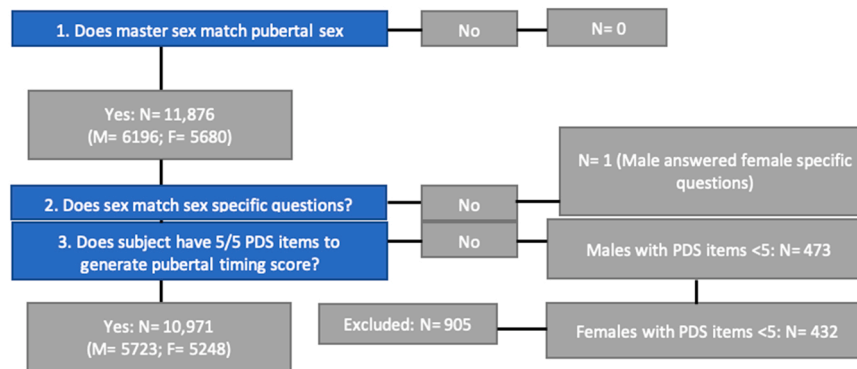 1. Does master sex match pubertal sex
No
N= 0
Yes: N= 11,876
(M= 6196; F= 5680)
N= 1 (Male answered female specific
questions)
2. Does sex match sex specific questions?
No
3. Does subject have 5/5 PDS items to
generate pubertal timing score?
No
Males with PDS items <5: N= 473
Yes: N= 10,971
(M= 5723; F= 5248)
Excluded: N= 905
Females with PDS items <5: N= 432